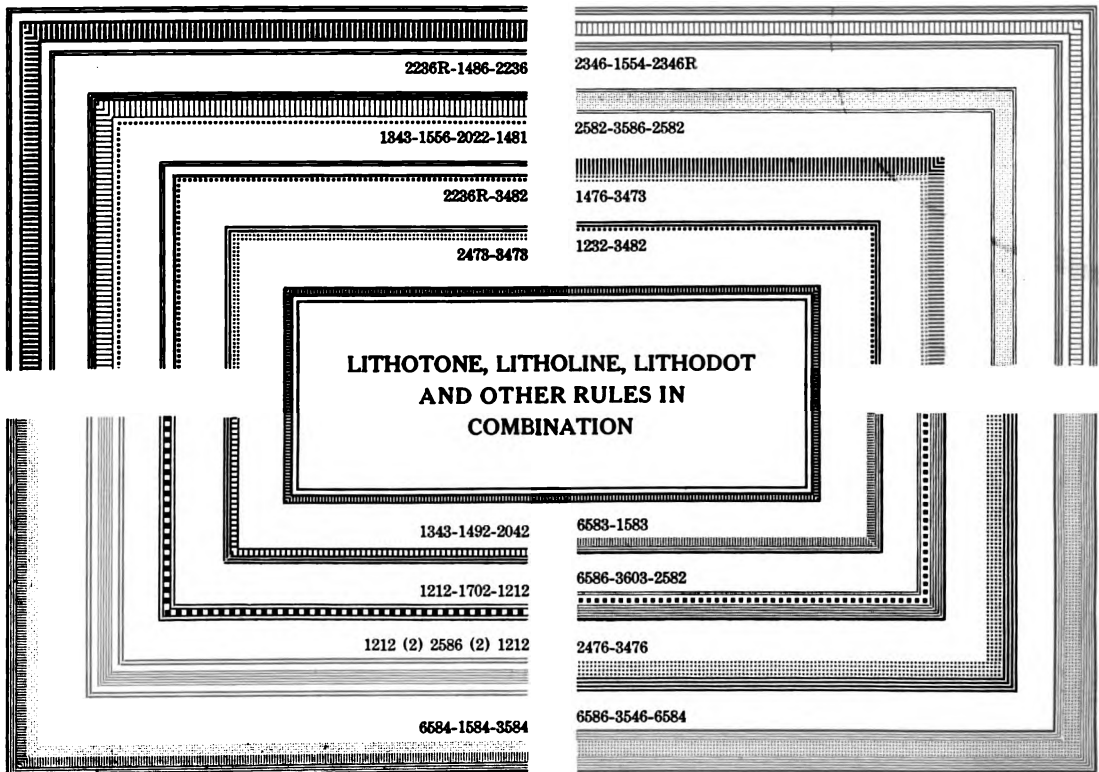 2236R-1486-2236
1343-1556-2022-1481
2236R-3482
2473-3473
2346-1554-2346R
2582-3586-2582
1476-3473
1232-3482
LITHOTONE, LITHOLINE, LITHODOT
AND OTHER RULES IN
COMBINATION
1343-1492-2042
1212-1702-1212
1212 (2) 2586 (2) 1212
6584-1584-3584
6583-1583
6586-3603-2582
2476-3476
6586-3546-6584